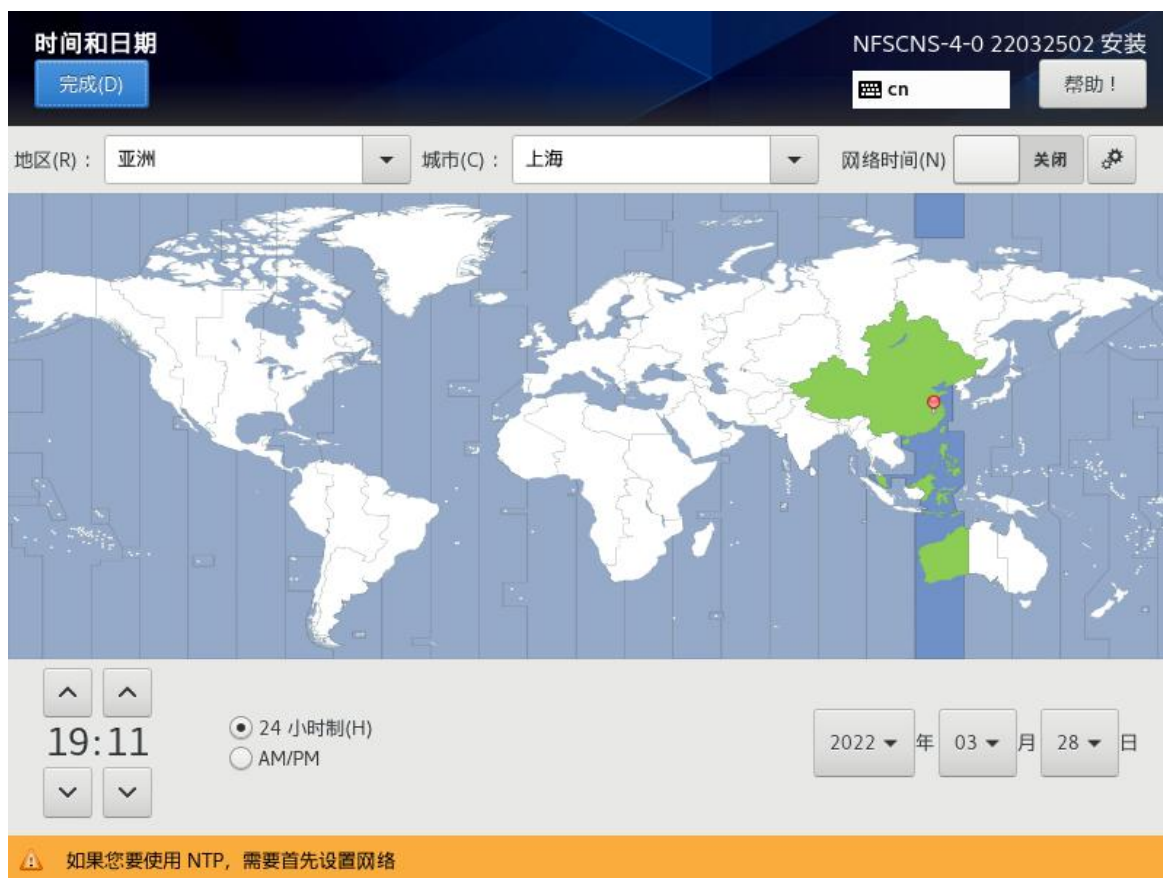 时间和日期
NFSCNS-4-0 22032502 安装
完成(D)
cn
帮助！
地区(R)： 亚洲 城市(C)： 上海 网络时间(N) 关闭
19:11
24 小时制(H)
AM/PM
2022 年 03 月 28 日
如果您要使用 NTP，需要首先设置网络